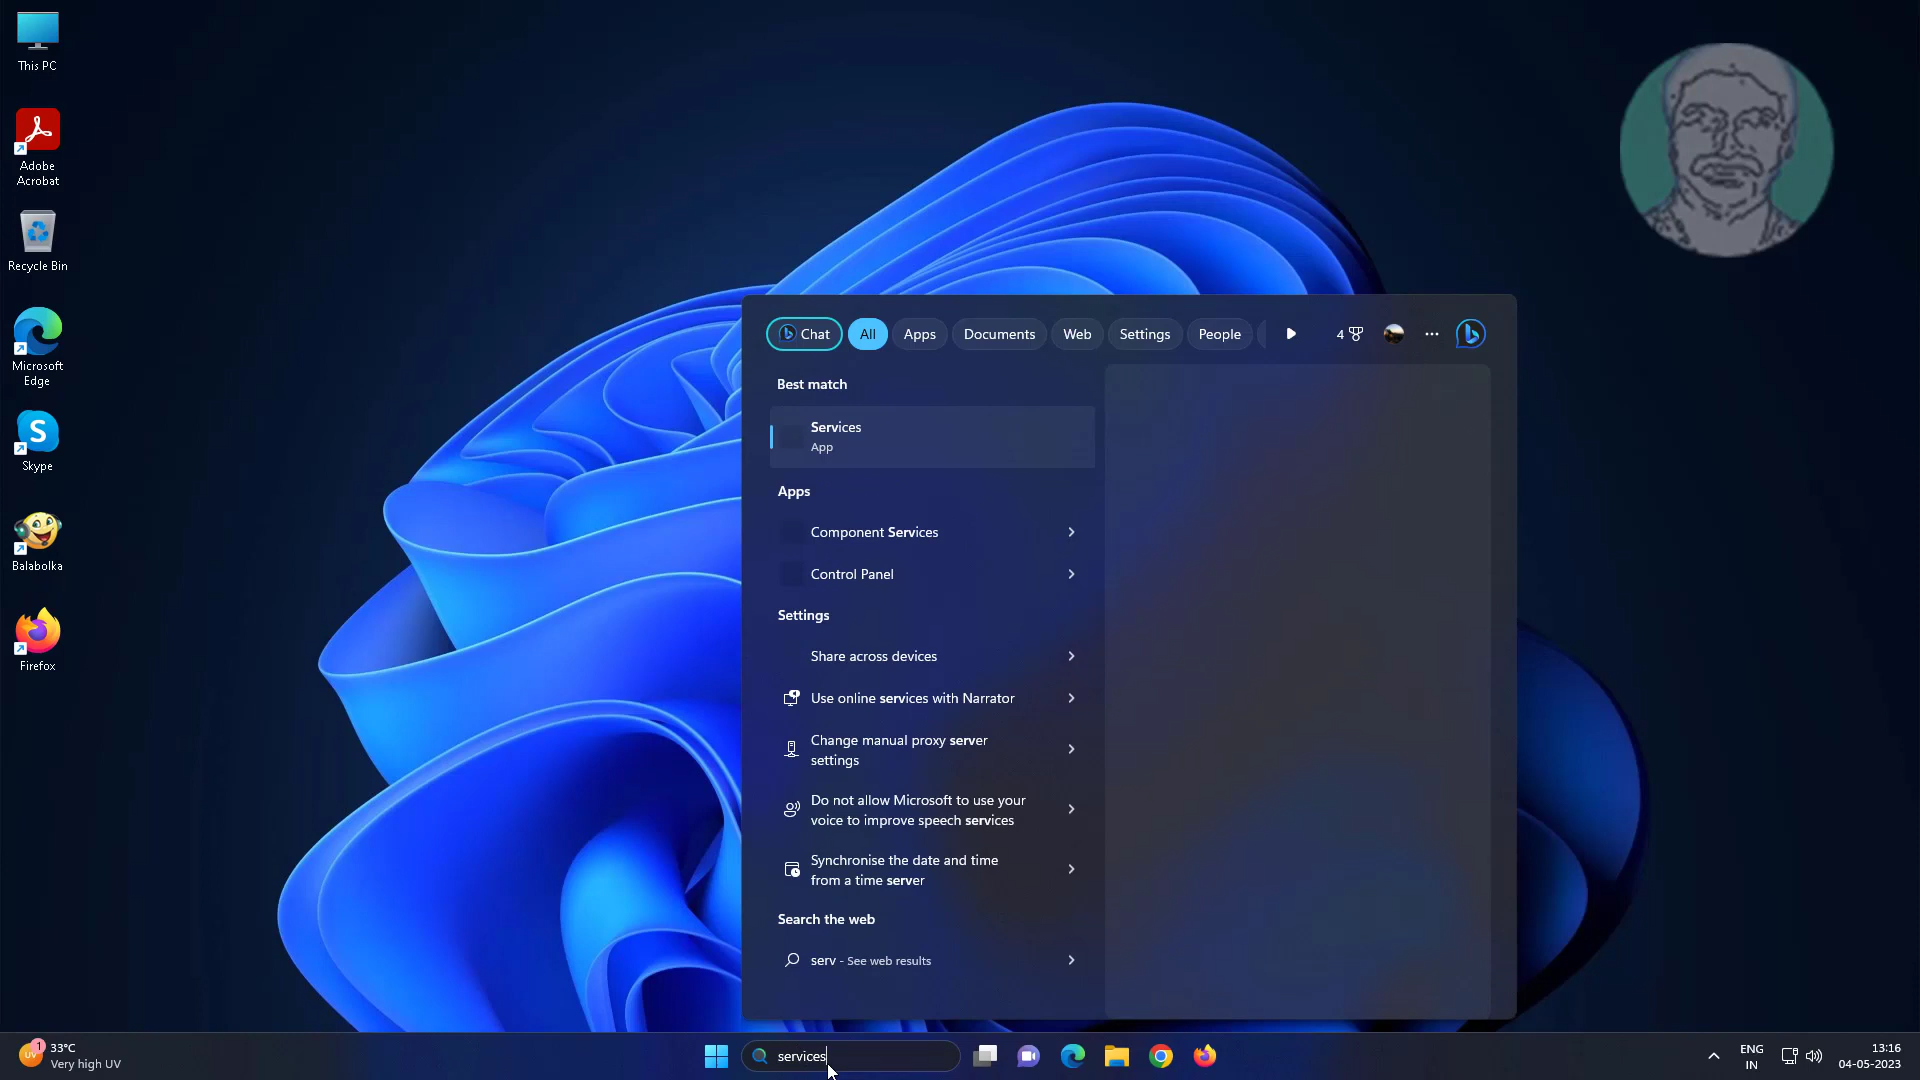 This PC
Adobe
Acrobat
Recycle Bin
Microsoft
Edge
Skype
Balabolka
Firefox
Chat
All
Apps
Documents
Web
Settings
People
4
Best match
Services
App
Apps
Component Services
Control Panel
Settings
Share across devices
Use online services with Narrator
Change manual proxy server
settings
Do not allow Microsoft to use your
voice to improve speech services
Synchronise the date and time
from a time server
Search the web
serv - See web results
UV
1
33°C
Very high UV
services
ENG
IN
13:16
04-05-2023